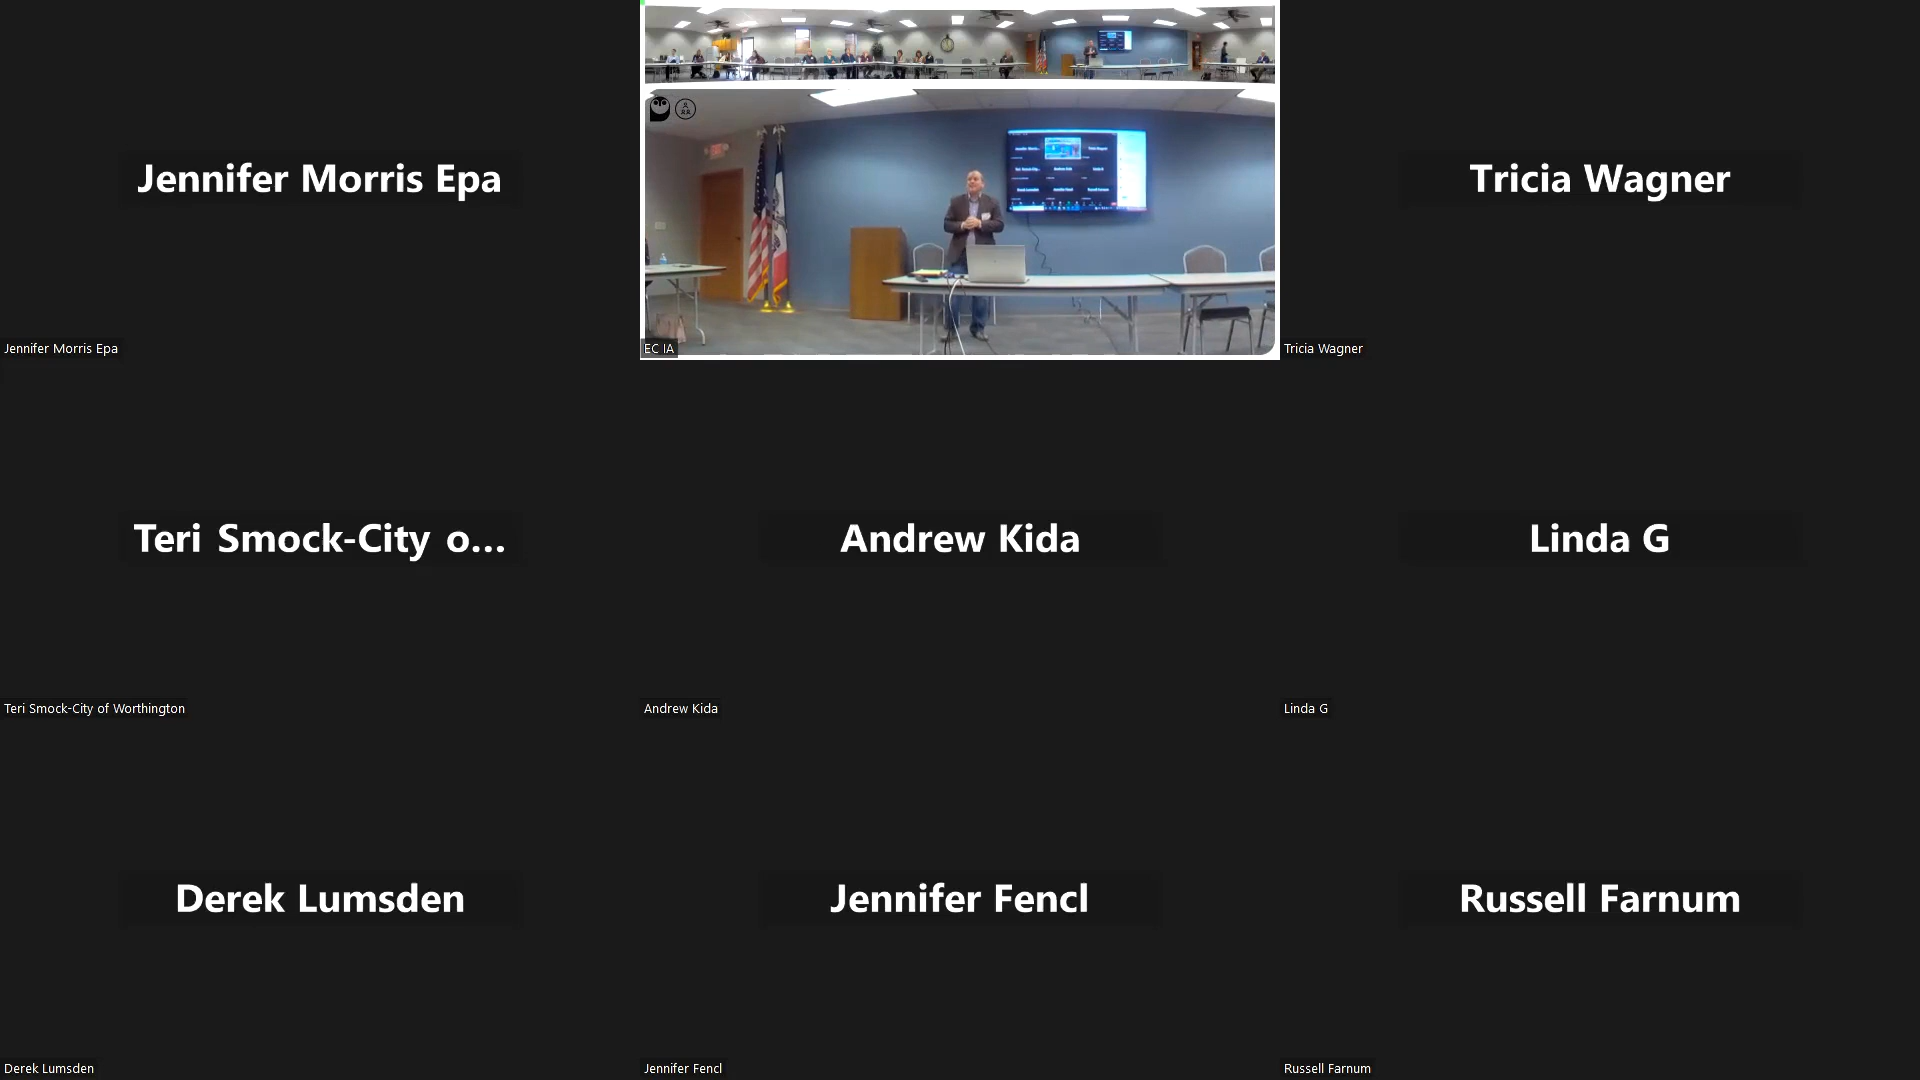 Jennifer Morris Epa
Jennifer Morris Epa
EC IA
Tricia Wagner
Tricia Wagner
Teri Smock-City o...
Teri Smock-City of Worthington
Andrew Kida
Andrew Kida
Linda G
Linda G
Derek Lumsden
Derek Lumsden
Jennifer Fencl
Jennifer Fencl
Russell Farnum
Russell Farnum